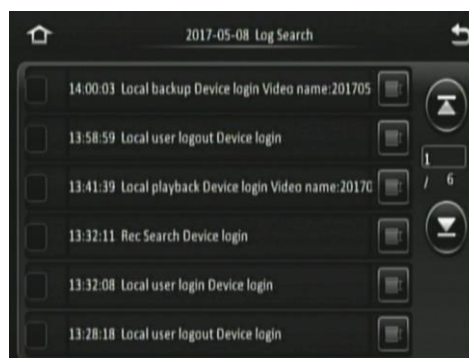 2017-05-08 Log Search
14:00:03 Local backup Device login Video name:201705
13:58:59 Local user logout Device login
13:41:39 Local playback Device login Video name:2017
1
/ 6
13:32:11 Rec Search Device login
13:32:08 Local user login Device login
13:28:18 Local user logout Device login